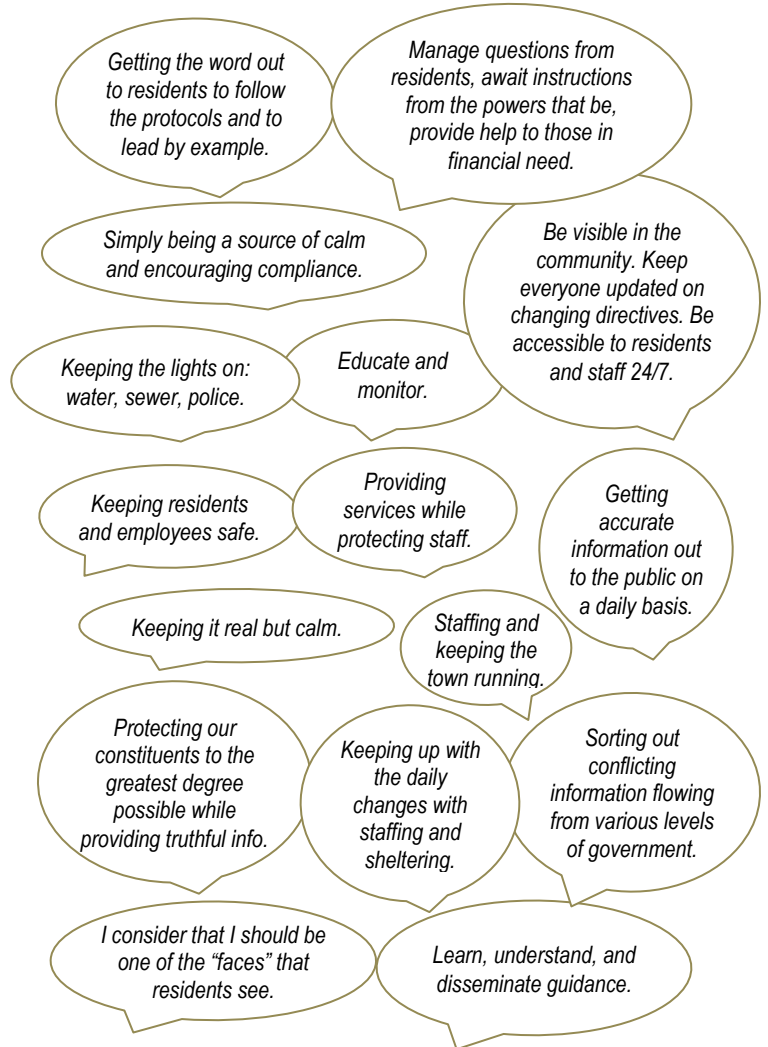 Getting the word out
to residents to follow
the protocols and to
lead by example.
Manage questions from
residents, await instructions
from the powers that be,
provide help to those in
financial need.
Simply being a source of calm
and encouraging compliance.
Be visible in the
community. Keep
everyone updated on
changing directives. Be
accessible to residents
and staff 24/7.
Keeping the lights on:
water, sewer, police.
Educate and
monitor.
Keeping residents
and employees safe.
Providing
services while
protecting staff.
Getting
accurate
information out
to the public on
a daily basis.
Keeping it real but calm.
Staffing and
keeping the
town running.
Protecting our
constituents to the
greatest degree
possible while
providing truthful info.
Keeping up with
the daily
changes with
staffing and
sheltering.
Sorting out
conflicting
information flowing
from various levels
of government.
I consider that I should be
one of the “faces” that
residents see.
Learn, understand, and
disseminate guidance.